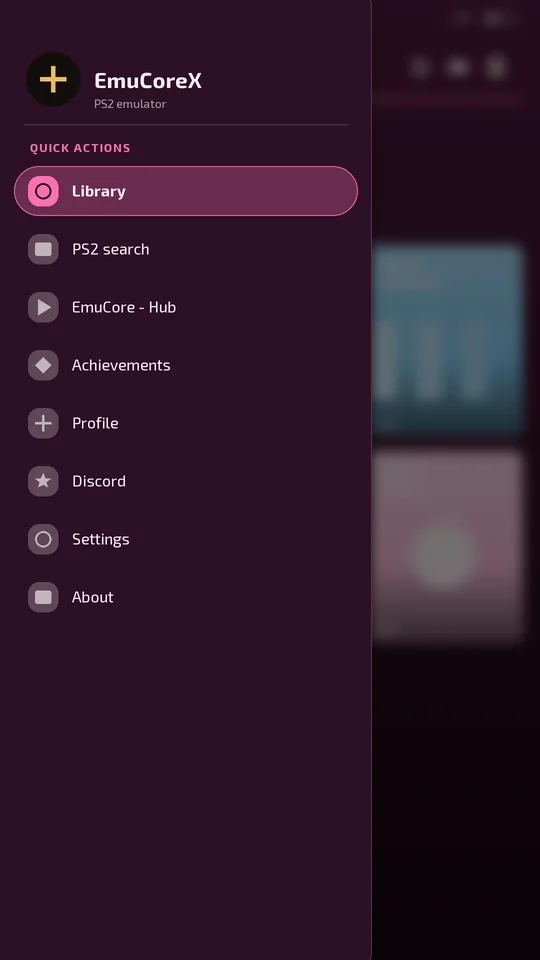 EmuCoreX
PS2 emulator
QUICK ACTIONS
Library
PS2 search
EmuCore - Hub
Achievements
Profile
Discord
Settings
About